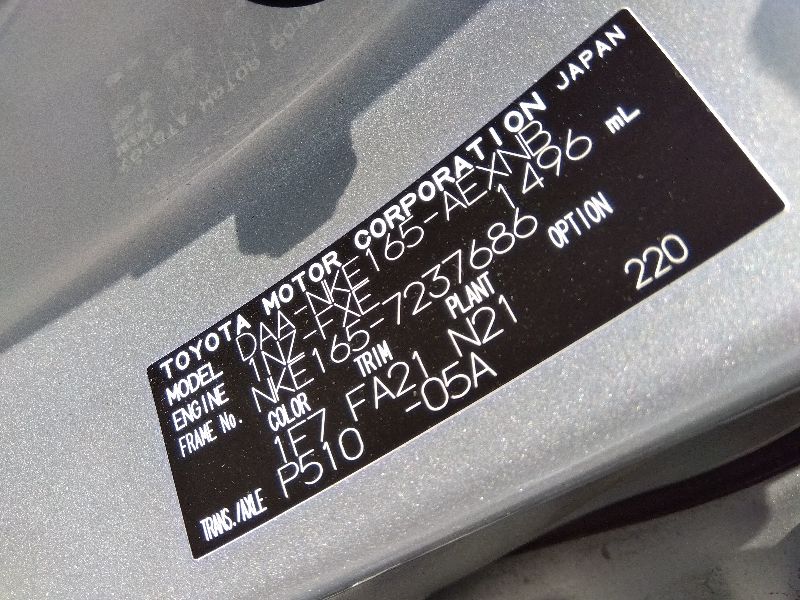 TOYOTA MOTOR CORPORATION JAPAN
MODEL DAA-NKE165-AEXNB
ENGINE 1NZ-FXE 1496 mL
FRAME No. NKE165-7237686
COLOR TRIM PLANT OPTION
1F7 FA21 N21 220
TRANS./AXLE P510 -05A